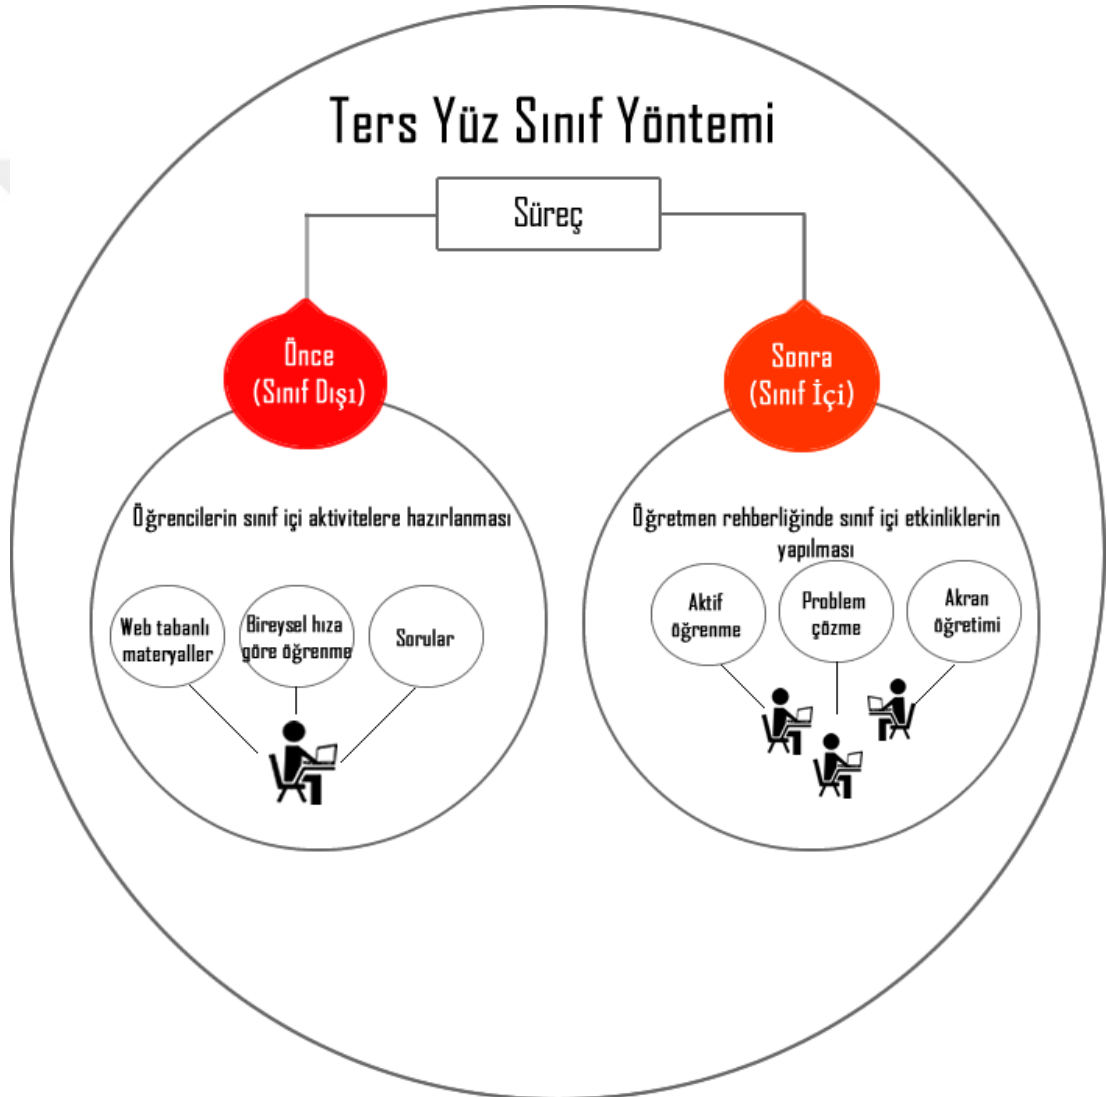 Ters Yüz Sınıf Yöntemi
Süreç
Önce
(Sınıf Dışı)
Öğrencilerin sınıf içi aktivitelere hazırlanması
Web tabanlı
materyaller
Bireysel hıza
göre öğrenme
Sorular
Sonra
(Sınıf İçi)
Öğretmen rehberliğinde sınıf içi etkinliklerin
yapılması
Aktif
öğrenme
Problem
çözme
Akran
öğretimi